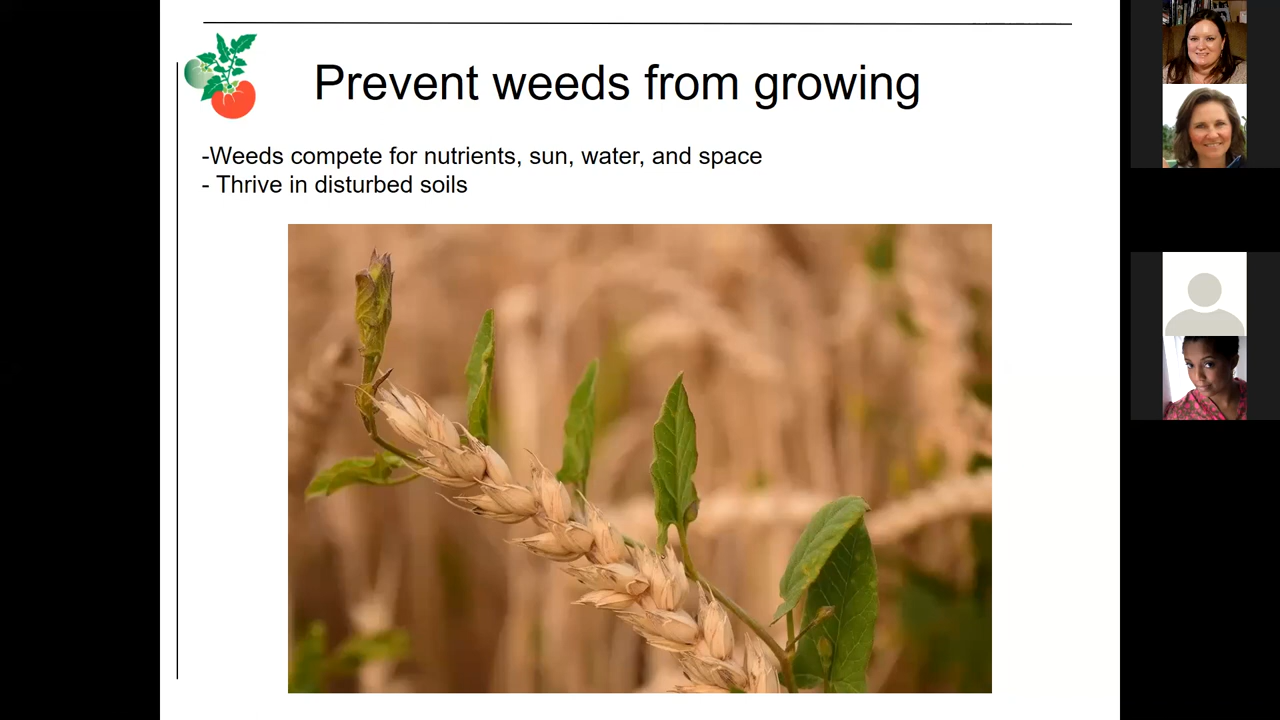 Prevent weeds from growing
-Weeds compete for nutrients, sun, water, and space
- Thrive in disturbed soils